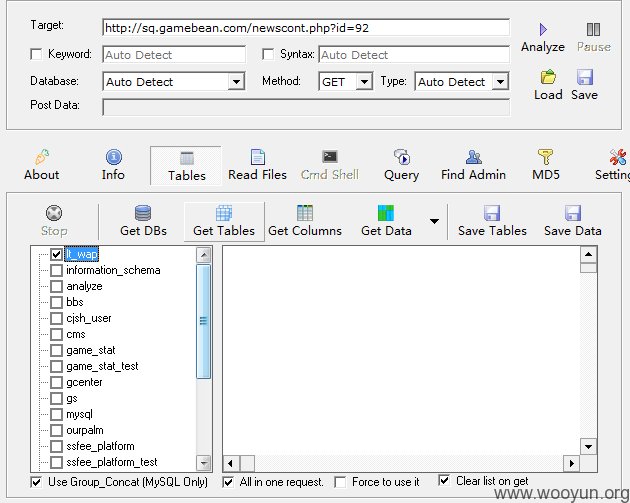 Target: http://sq.gamebean.com/newscont.php?id=92
Keyword: Auto Detect Syntax: Auto Detect Analyze Pause
Database: Auto Detect Method: GET Type: Auto Detect
Post Data: Load Save
About Info Tables Read Files Cmd Shell Query Find Admin MD5 Setting
Stop Get DBs Get Tables Get Columns Get Data Save Tables Save Data
information_schema
analyze
bbs
cjsh_user
cms
game_stat
game_stat_test
gcenter
gs
mysql
ourpalm
ssfee_platform
ssfee_platform_test
Use Group_Concat (MySQL Only) All in one request. Force to use it Clear list on get
www.wooyun.org